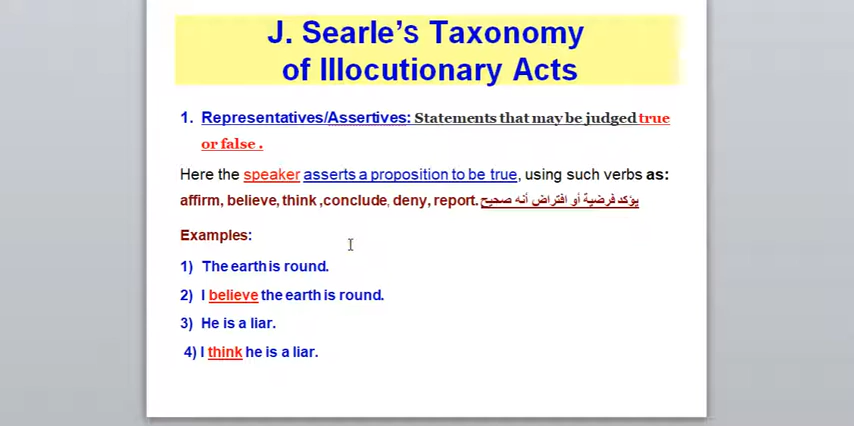 J. Searle's Taxonomy
of Illocutionary Acts
1. Representatives/Assertives: Statements that may be judged true
or false .
Here the speaker asserts a proposition to be true, using such verbs as:
affirm, believe, think ,conclude, deny, report. يؤكد فرضية أو افتراض أنه صحيح
Examples:
1) The earth is round.
2) I believe the earth is round.
3) He is a liar.
4) I think he is a liar.